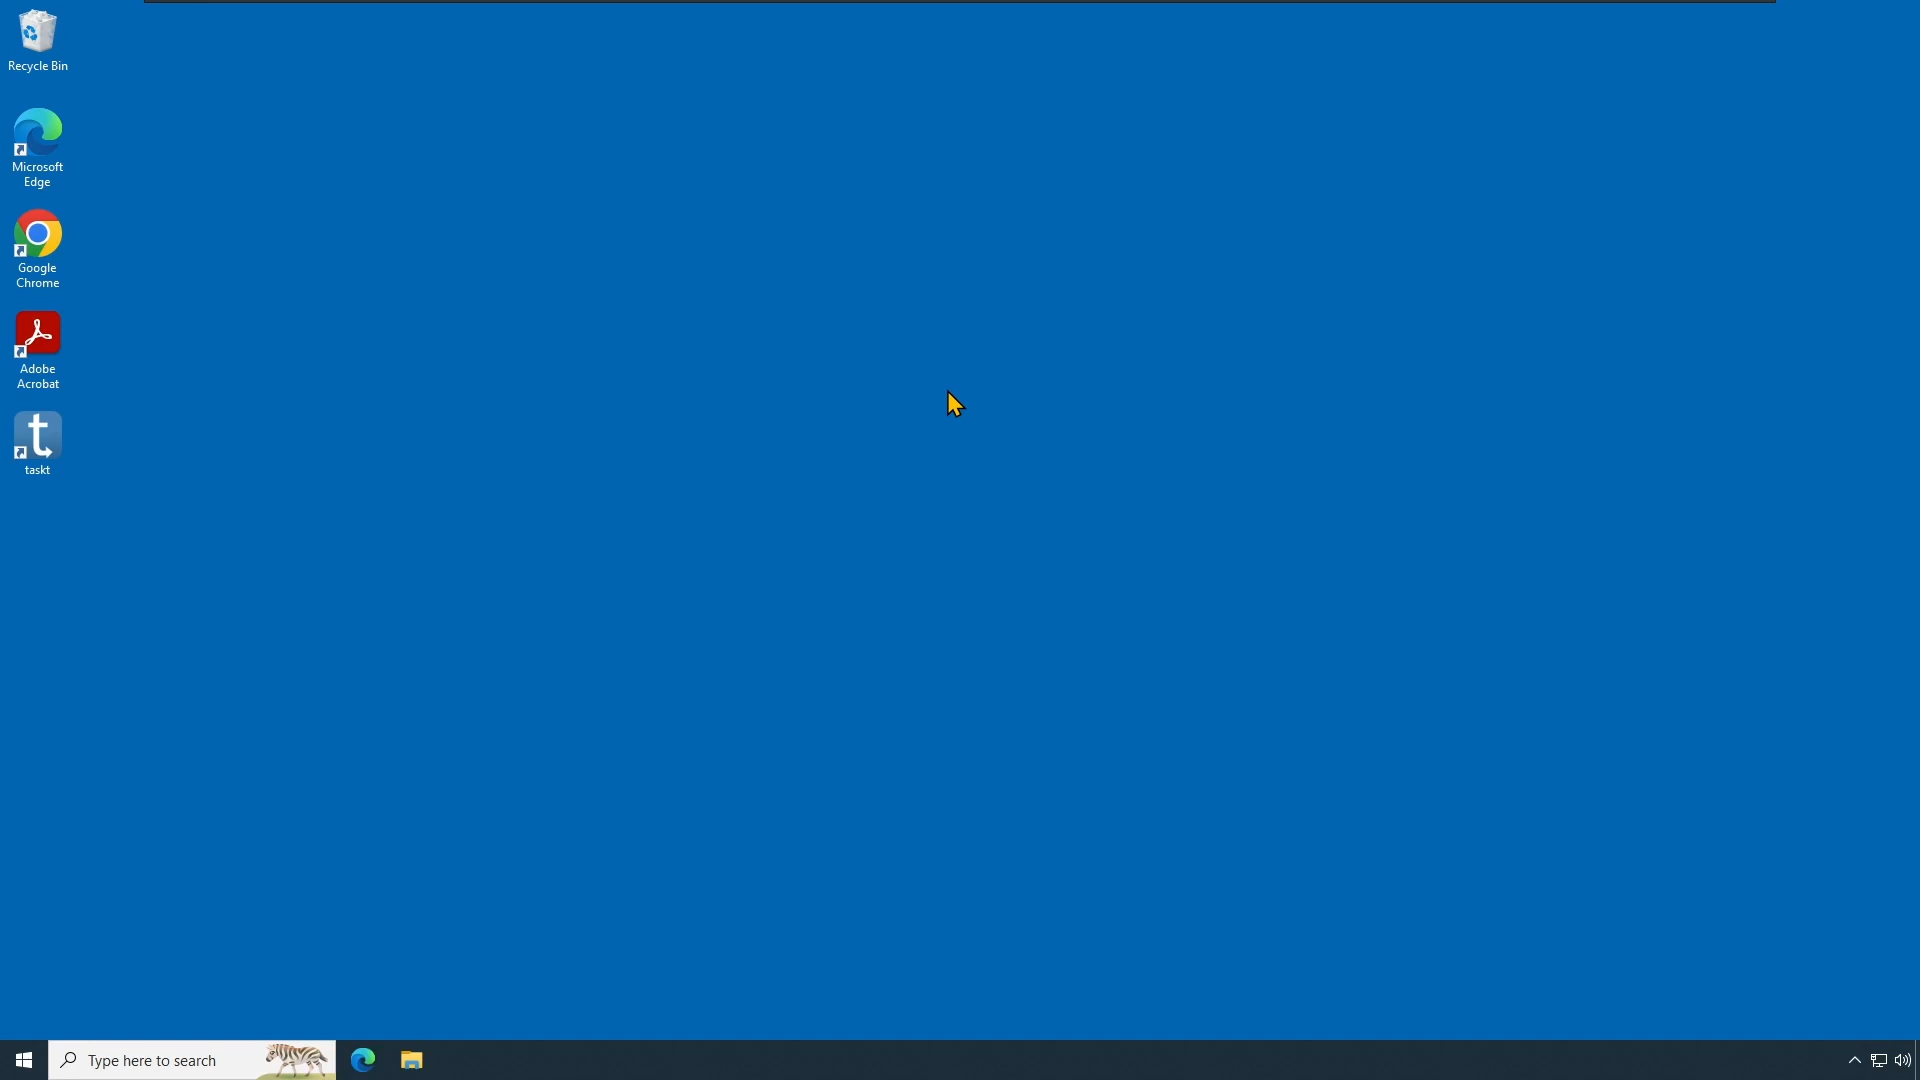 Recycle Bin
Microsoft
Edge
Google
Chrome
Adobe
Acrobat
t
taskt
Type here to search